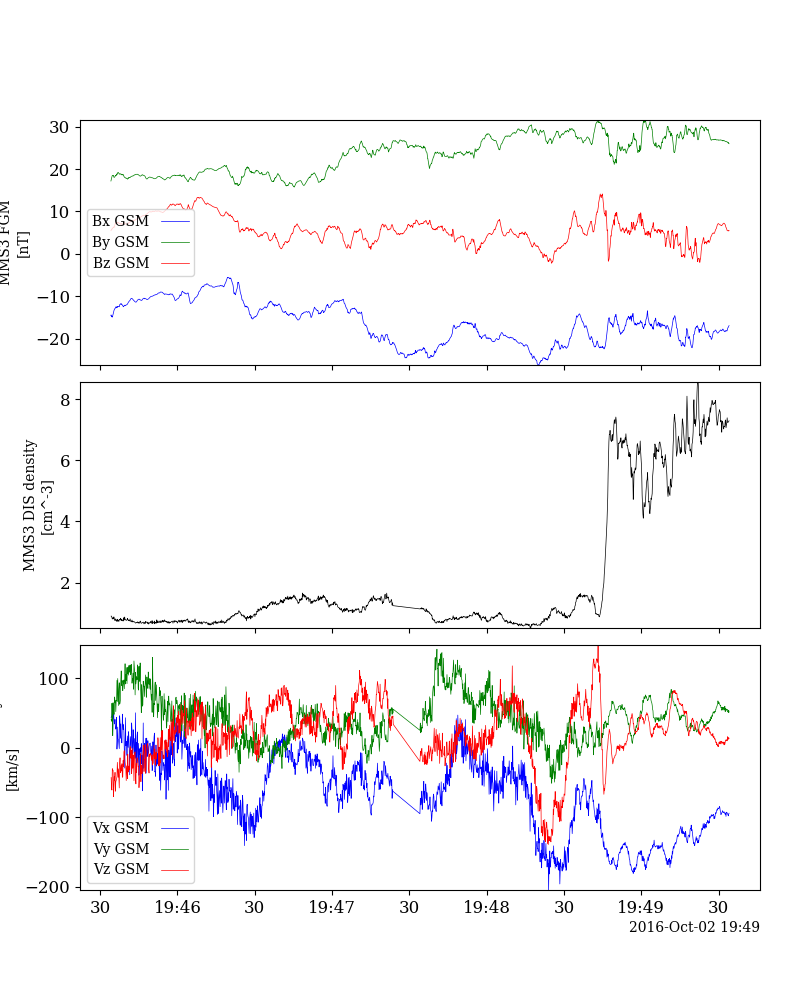 30
20
10
0
−10
−20
MMS3 FGM
[nT]
Bx GSM
By GSM
Bz GSM
8
6
4
2
MMS3 DIS density
[cm^-3]
100
0
−100
−200
[km/s]
Vx GSM
Vy GSM
Vz GSM
30 19:46 30 19:47 30 19:48 30 19:49 30
2016-Oct-02 19:49